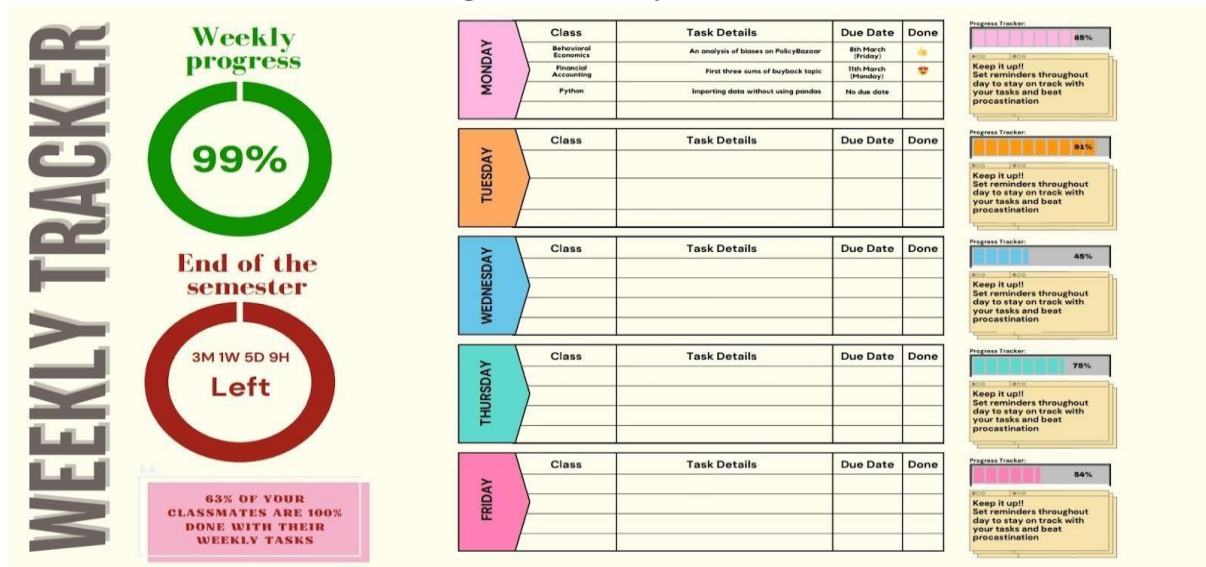 WEEKLY TRACKER
Weekly
progress
99%
End of the
semester
3M 1W 5D 9H
Left
63% OF YOUR
CLASSMATES ARE 100%
DONE WITH THEIR
WEEKLY TASKS
MONDAY
Class Task Details Due Date Done
Behavioral Economics An analysis of biases on PolicyBazaar 8th March (Friday) 👍
Financial Accounting First three sums of buyback topic 11th March (Monday) 😍
Python Importing data without using pandas No due date
Progress Tracker:
85%
Keep it up!!
Set reminders throughout
day to stay on track with
your tasks and beat
procastination
TUESDAY
Class Task Details Due Date Done
Progress Tracker:
91%
Keep it up!!
Set reminders throughout
day to stay on track with
your tasks and beat
procastination
WEDNESDAY
Class Task Details Due Date Done
Progress Tracker:
45%
Keep it up!!
Set reminders throughout
day to stay on track with
your tasks and beat
procastination
THURSDAY
Class Task Details Due Date Done
Progress Tracker:
75%
Keep it up!!
Set reminders throughout
day to stay on track with
your tasks and beat
procastination
FRIDAY
Class Task Details Due Date Done
Progress Tracker:
54%
Keep it up!!
Set reminders throughout
day to stay on track with
your tasks and beat
procastination